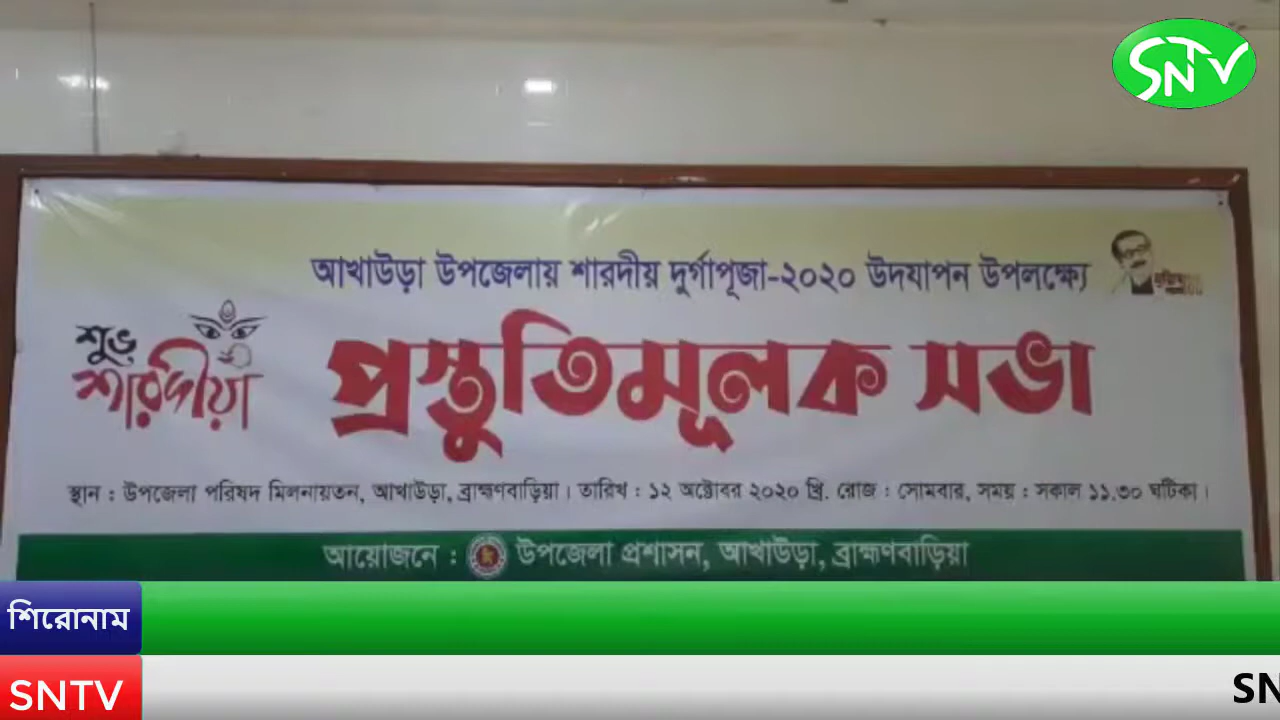 SNTV
আখাউড়া উপজেলায় শারদীয় দুর্গাপূজা-২০২০ উদযাপন উপলক্ষ্যে
শুভ
শারদীয়া
প্রস্তুতিমূলক সভা
স্থান : উপজেলা পরিষদ মিলনায়তন, আখাউড়া, ব্রাহ্মণবাড়িয়া। তারিখ : ১২ অক্টোবর ২০২০ খ্রি. রোজ : সোমবার, সময় : সকাল ১১.৩০ ঘটিকা।
আয়োজনে : উপজেলা প্রশাসন, আখাউড়া, ব্রাহ্মণবাড়িয়া
শিরোনাম
SNTV
SN